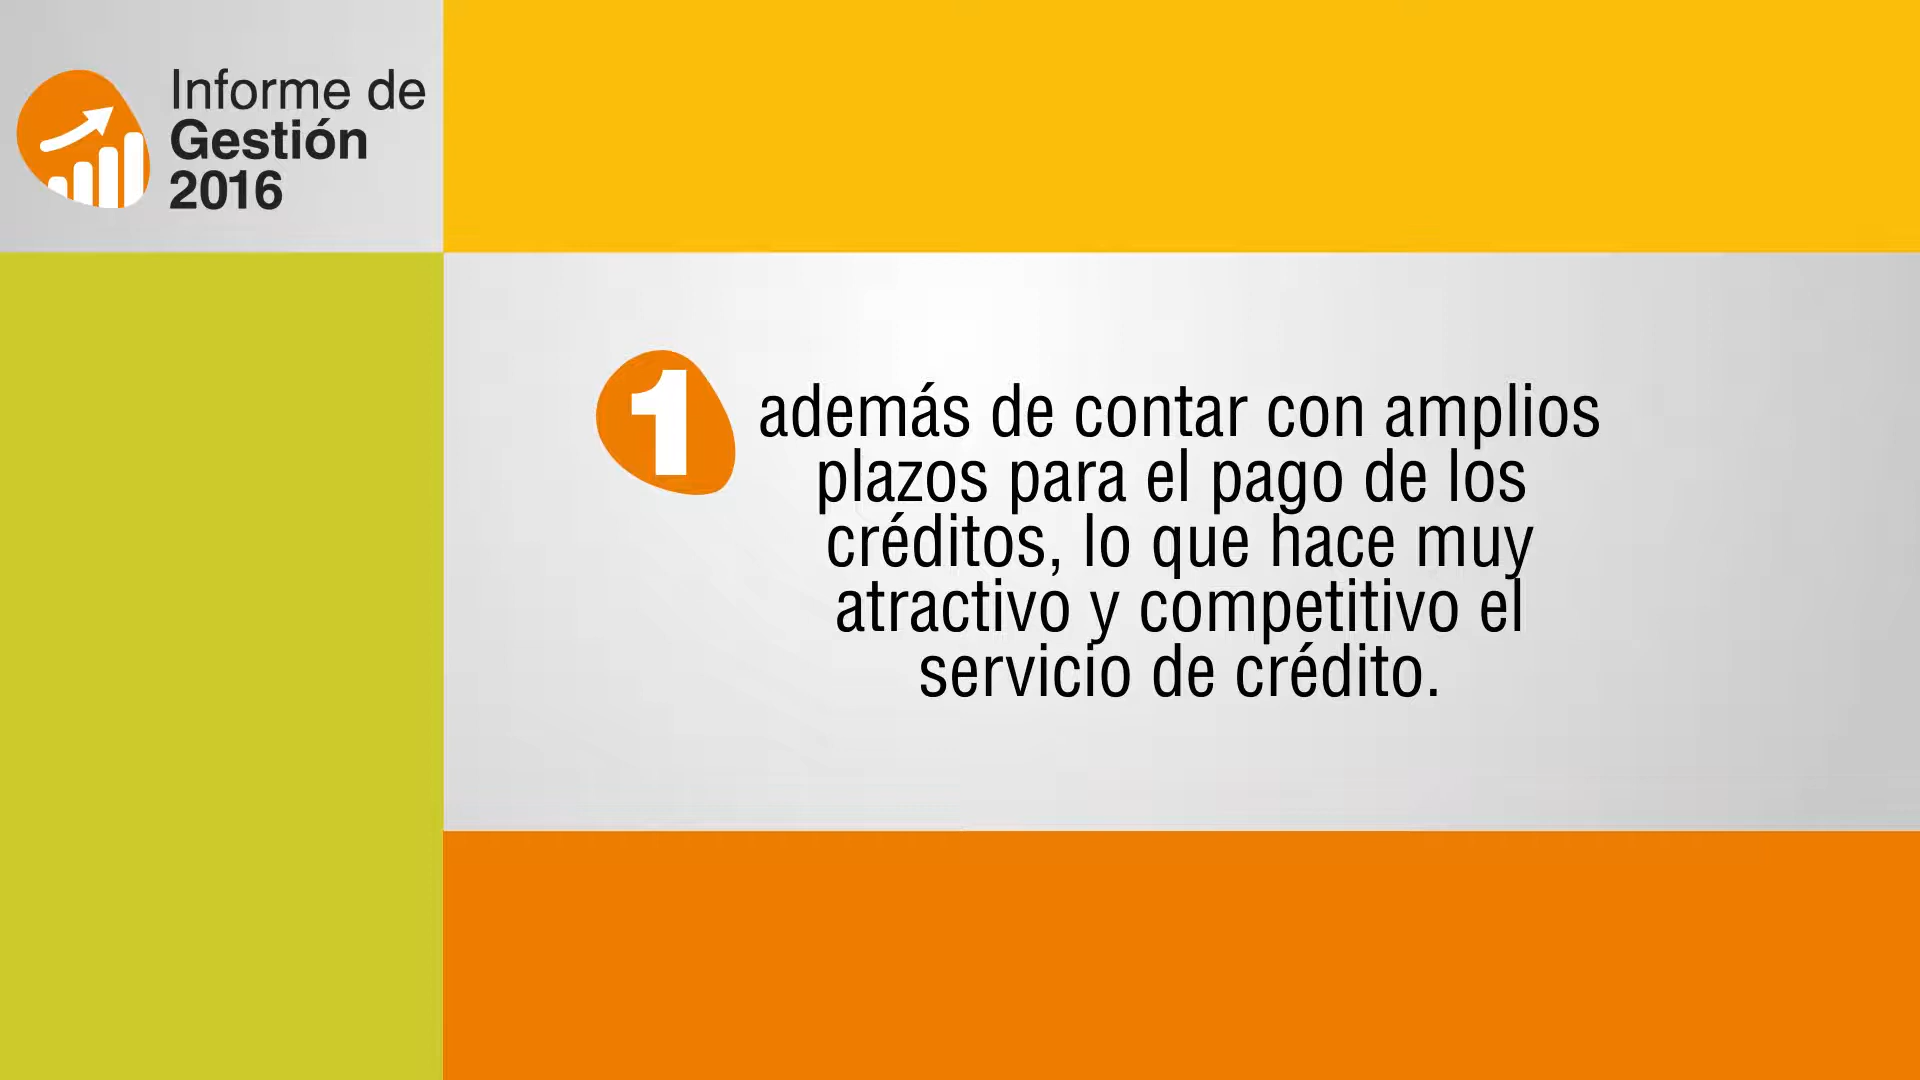 Informe de
Gestión
2016
1
además de contar con amplios
plazos para el pago de los
créditos, lo que hace muy
atractivo y competitivo el
servicio de crédito.